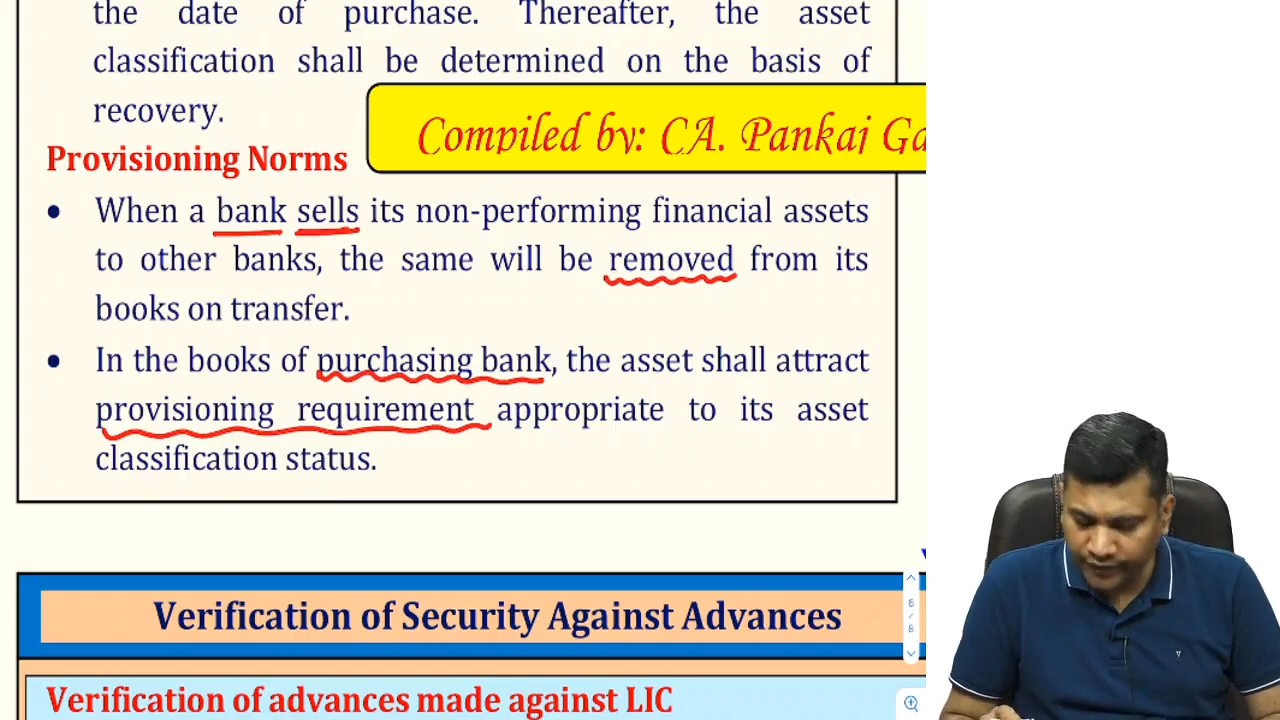 the date of purchase. Thereafter, the asset
classification shall be determined on the basis of
recovery.
Compiled by: CA. Pankaj
Provisioning Norms
• When a bank sells its non-performing financial assets
to other banks, the same will be removed from its
books on transfer.
• In the books of purchasing bank, the asset shall attract
provisioning requirement appropriate to its asset
classification status.
6
/
8
Verification of Security Against Advances
Verification of advances made against LIC